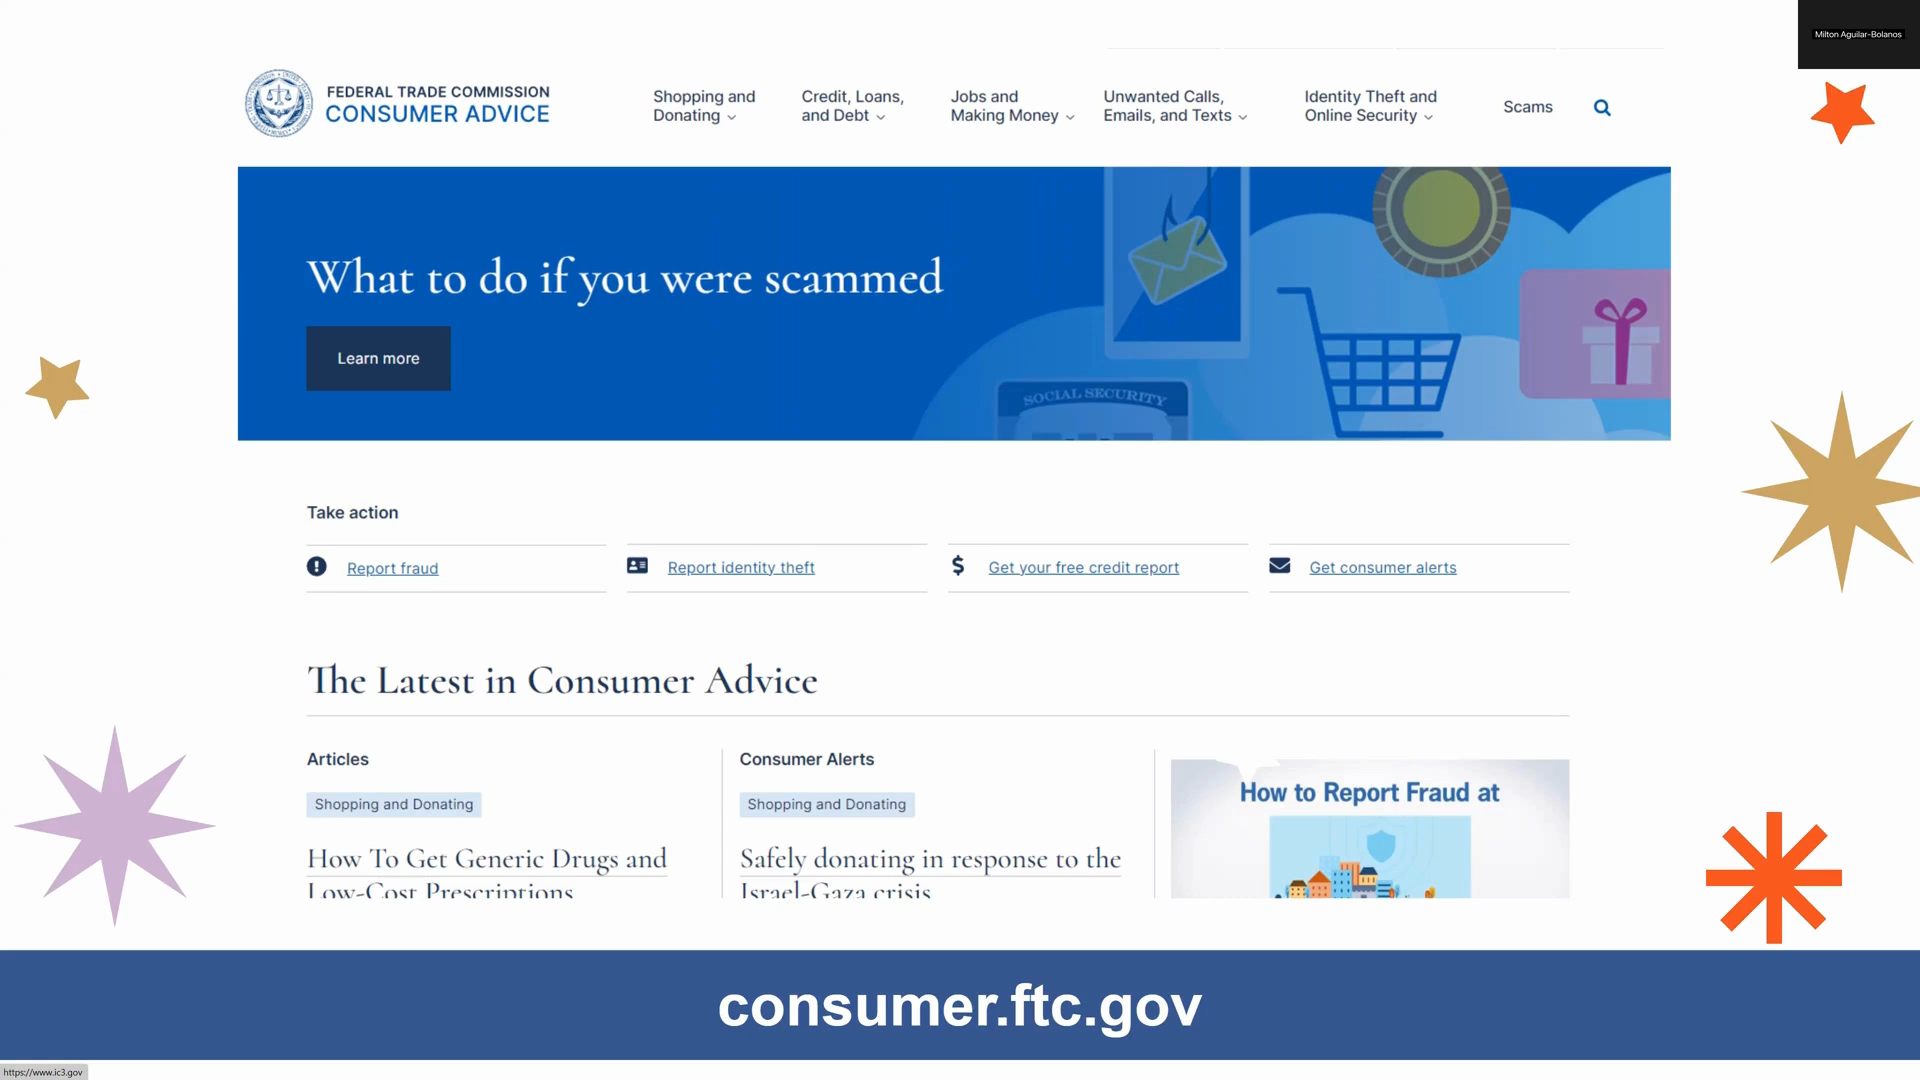 Milton Aguilar-Bolanos
FEDERAL TRADE COMMISSION
CONSUMER ADVICE
Shopping and
Donating
Credit, Loans,
and Debt
Jobs and
Making Money
Unwanted Calls,
Emails, and Texts
Identity Theft and
Online Security
Scams
What to do if you were scammed
Learn more
SOCIAL SECURITY
Take action
Report fraud
Report identity theft
Get your free credit report
Get consumer alerts
The Latest in Consumer Advice
Articles
Shopping and Donating
How To Get Generic Drugs and
Low-Cost Prescriptions
Consumer Alerts
Shopping and Donating
Safely donating in response to the
Israel-Gaza crisis
How to Report Fraud at
consumer.ftc.gov
https://www.ic3.gov